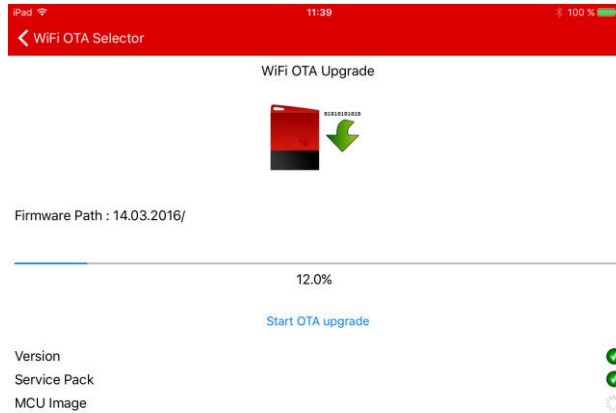 iPad 11:39 100 %
WiFi OTA Selector
WiFi OTA Upgrade
01010101010
Firmware Path : 14.03.2016/
12.0%
Start OTA upgrade
Version
Service Pack
MCU Image